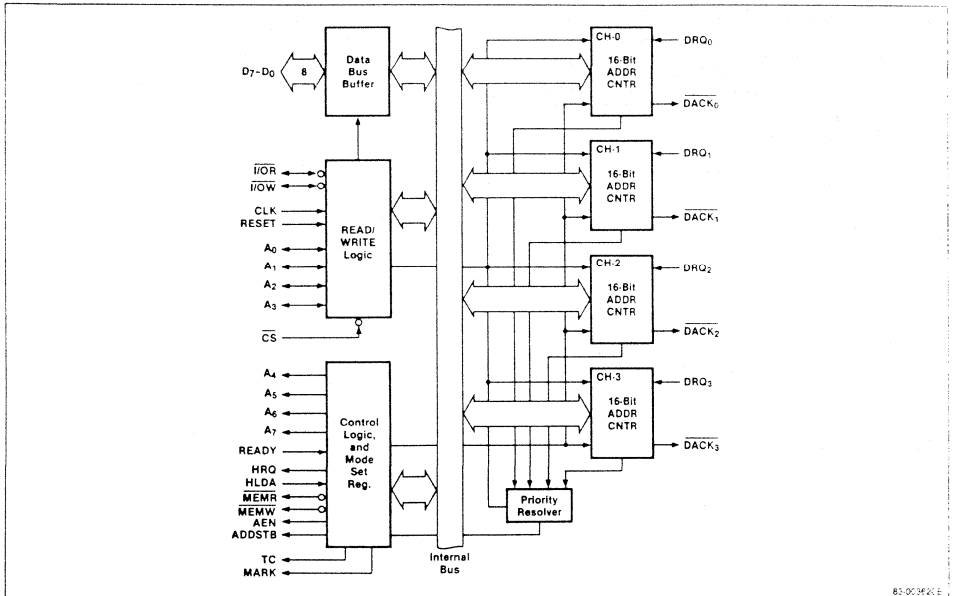 D7-D0
8
Data
Bus
Buffer
I/OR
I/OW
CLK
RESET
A0
A1
A2
A3
CS
READ/
WRITE
Logic
A4
A5
A6
A7
READY
HRQ
HLDA
MEMR
MEMW
AEN
ADDSTB
TC
MARK
Control
Logic,
and
Mode
Set
Reg.
Internal
Bus
CH-0
16-Bit
ADDR
CNTR
DRQ0
DACK0
CH-1
16-Bit
ADDR
CNTR
DRQ1
DACK1
CH-2
16-Bit
ADDR
CNTR
DRQ2
DACK2
CH-3
16-Bit
ADDR
CNTR
DRQ3
DACK3
Priority
Resolver